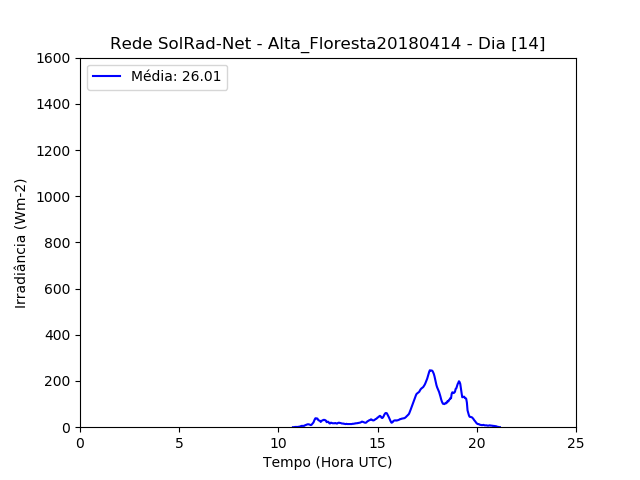 Rede SolRad-Net - Alta_Floresta20180414 - Dia [14]
Média: 26.01
1600
1400
1200
1000
800
600
400
200
0
Irradiância (Wm-2)
0 5 10 15 20 25
Tempo (Hora UTC)